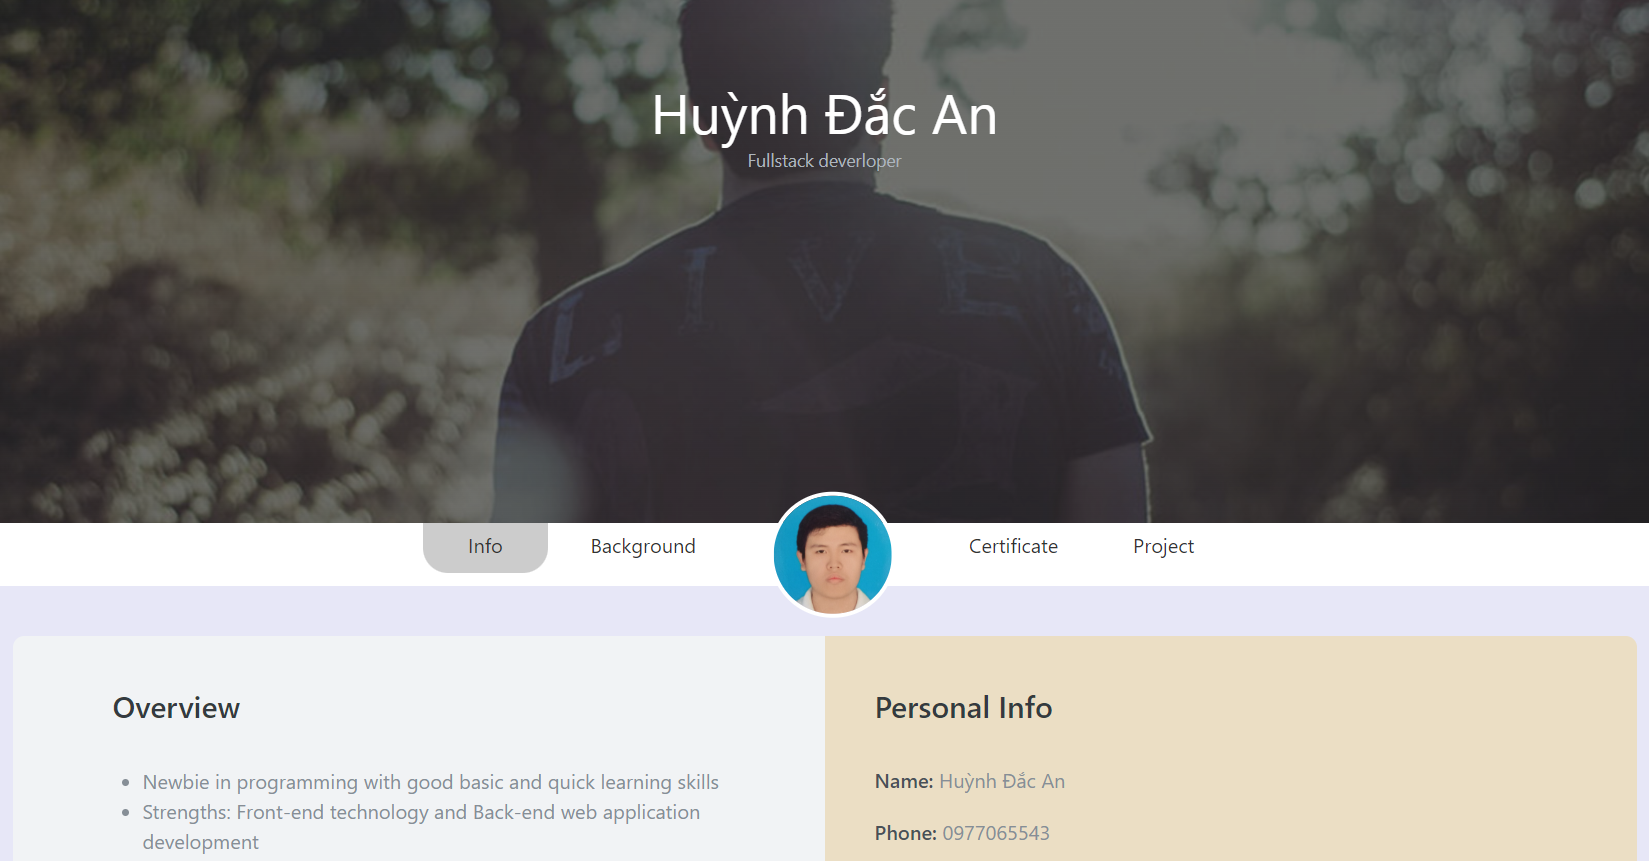 Huỳnh Đắc An
Fullstack deverloper
LIVES
Info
Background
Certificate
Project
Overview
Newbie in programming with good basic and quick learning skills
Strengths: Front-end technology and Back-end web application
development
Personal Info
Name: Huỳnh Đắc An
Phone: 0977065543